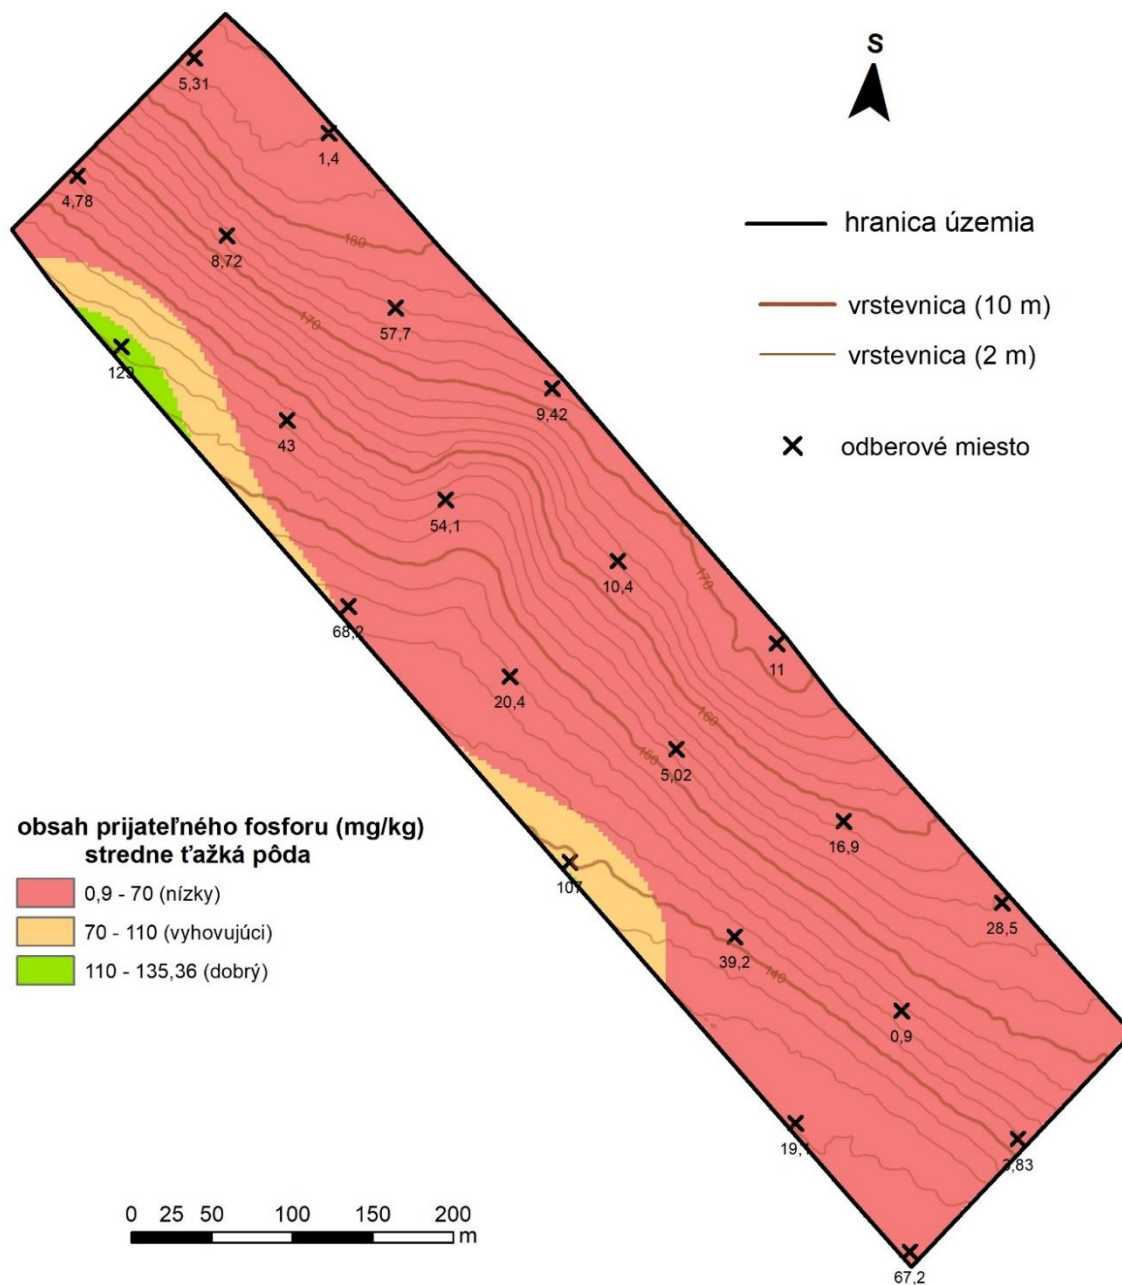 S
5,31
1,4
4,78
8,72
180
57,7
170
129
9,42
43
54,1
10,4
170
68,2
11
20,4
160
150
5,02
16,9
107
28,5
39,2
140
0,9
19,1
3,83
67,2
hranica územia
vrstevnica (10 m)
vrstevnica (2 m)
odberové miesto
obsah prijateľného fosforu (mg/kg)
stredne ťažká pôda
0,9 - 70 (nízky)
70 - 110 (vyhovujúci)
110 - 135,36 (dobrý)
0 25 50 100 150 200
m